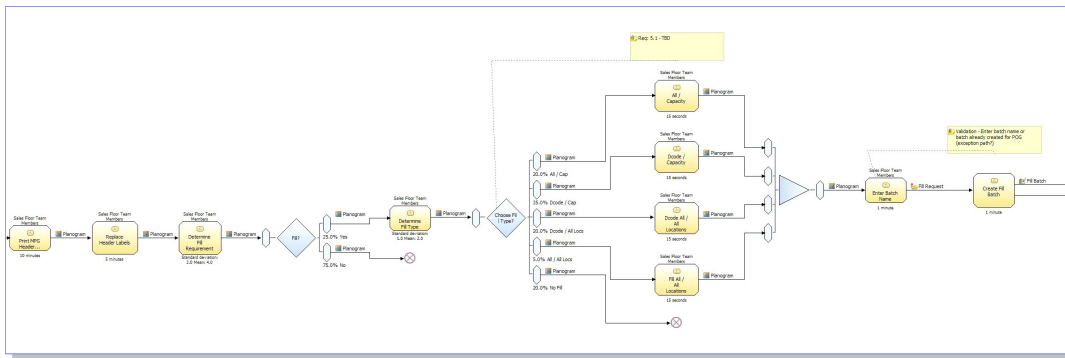 Req: 5.1 - TBD
Sales Floor Team
Members
All /
Capacity
15 seconds
Planogram
Planogram
Validation - Enter batch name or
batch already created for POG
(exception path?)
Sales Floor Team
Members
Dcode /
Capacity
15 seconds
Planogram
Planogram
20.0% All / Cap
Planogram
35.0% Dcode / Cap
Sales Floor Team
Members
Print MPG
Header...
10 minutes
Planogram
Sales Floor Team
Members
Replace
Header Labels
5 minutes
Planogram
Sales Floor Team
Members
Determine
Fill
Requirement
Standard deviation:
2.0 Mean: 4.0
Planogram
Fill?
Planogram
25.0% Yes
Planogram
75.0% No
Sales Floor Team
Members
Determine
Fill Type
Standard deviation:
1.0 Mean: 2.0
Planogram
Choose Fill
Type?
Planogram
20.0% Dcode / All Locs
Planogram
5.0% All / All Locs
Planogram
20.0% No Fill
Sales Floor Team
Members
Dcode All /
Locations
15 seconds
Planogram
Sales Floor Team
Members
Fill All /
All
Locations
15 seconds
Planogram
Planogram
Sales Floor Team
Members
Enter Batch
Name
1 minute
Fill Request
Create Fill
Batch
1 minute
Fill Batch